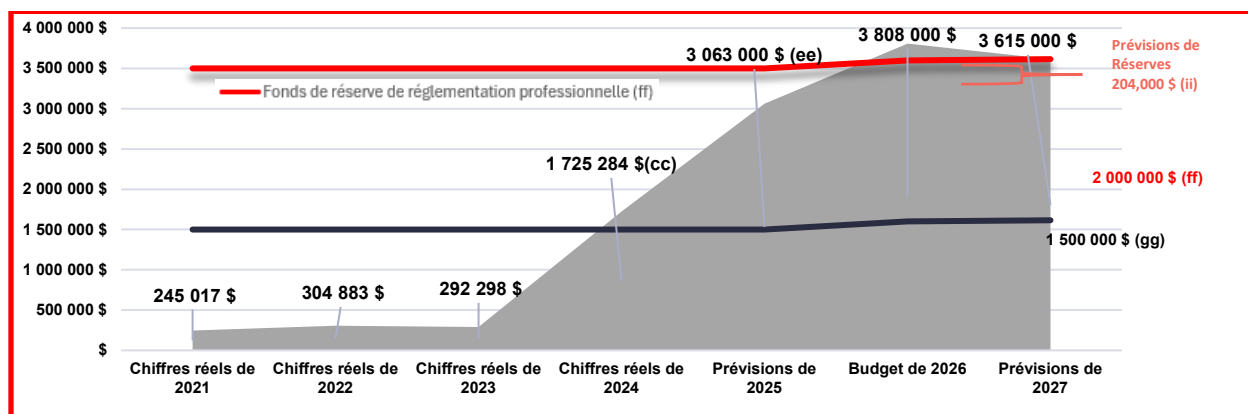 4 000 000 $
3 500 000 $
3 000 000 $
2 500 000 $
2 000 000 $
1 500 000 $
1 000 000 $
500 000 $
$
245 017 $
304 883 $
292 298 $
1 725 284 $(cc)
3 063 000 $ (ee)
3 808 000 $
3 615 000 $
Prévisions de
Réserves
204,000 $ (ii)
Fonds de réserve de réglementation professionnelle (ff)
2 000 000 $ (ff)
1 500 000 $ (gg)
Chiffres réels de
2021
Chiffres réels de
2022
Chiffres réels de
2023
Chiffres réels de
2024
Prévisions de
2025
Budget de 2026
Prévisions de
2027